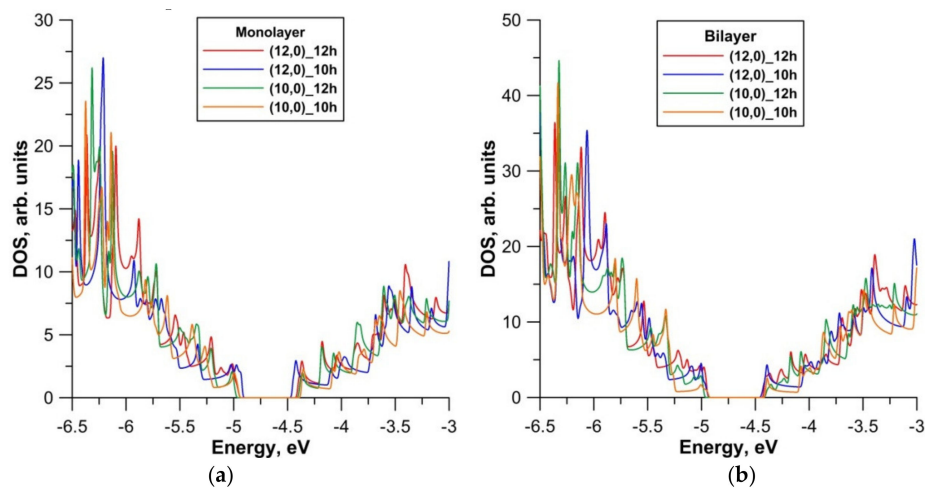 Monolayer
(12,0)_12h
(12,0)_10h
(10,0)_12h
(10,0)_10h
30
25
20
15
10
5
0
DOS, arb. units
-6.5 -6 -5.5 -5 -4.5 -4 -3.5 -3
Energy, eV
(a)
Bilayer
(12,0)_12h
(12,0)_10h
(10,0)_12h
(10,0)_10h
50
40
30
20
10
0
DOS, arb. units
-6.5 -6 -5.5 -5 -4.5 -4 -3.5 -3
Energy, eV
(b)